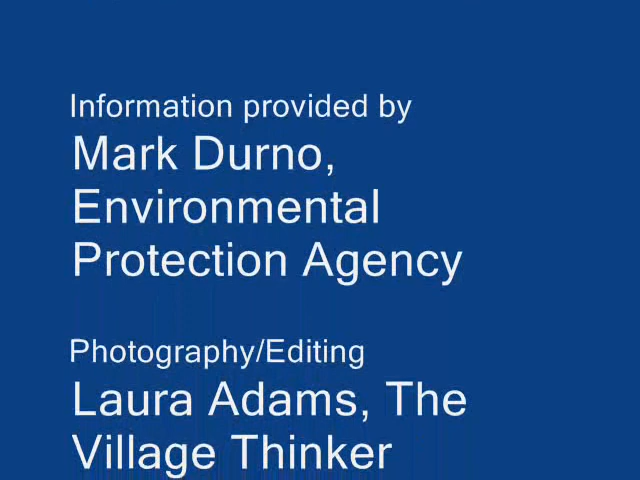 Information provided by
Mark Durno,
Environmental
Protection Agency
Photography/Editing
Laura Adams, The
Village Thinker